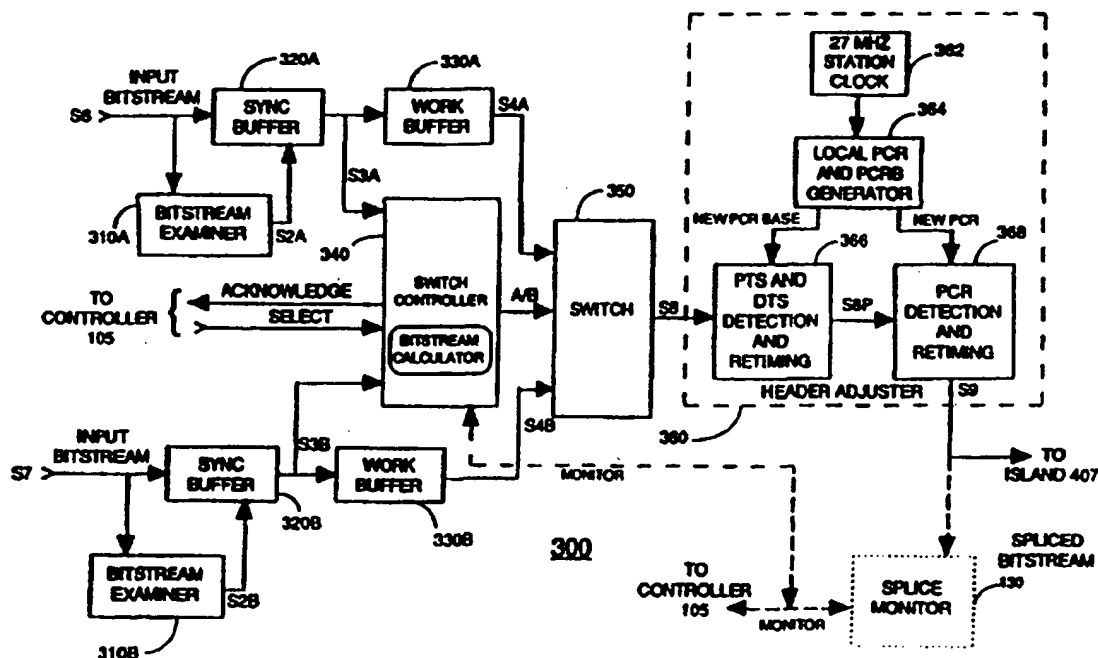 320A
330A
27 MHZ
STATION
CLOCK
362
INPUT
BITSTREAM
S6
SYNC
BUFFER
WORK
BUFFER
S4A
364
LOCAL PCR
AND PCRB
GENERATOR
S3A
310A
BITSTREAM
EXAMINER
S2A
340
350
NEW PCR BASE
NEW PCR
366
368
SWITCH
CONTROLLER
BITSTREAM
CALCULATOR
A/B
SWITCH
S8
PTS AND
DTS
DETECTION
AND
RETIMING
S8P
PCR
DETECTION
AND
RETIMING
TO
CONTROLLER
105
ACKNOWLEDGE
SELECT
HEADER ADJUSTER
S9
360
S3B
S4B
INPUT
BITSTREAM
S7
SYNC
BUFFER
WORK
BUFFER
MONITOR
TO
ISLAND 407
320B
330B
300
SPLICED
BITSTREAM
BITSTREAM
EXAMINER
S2B
310B
TO
CONTROLLER
105
MONITOR
SPLICE
MONITOR
130